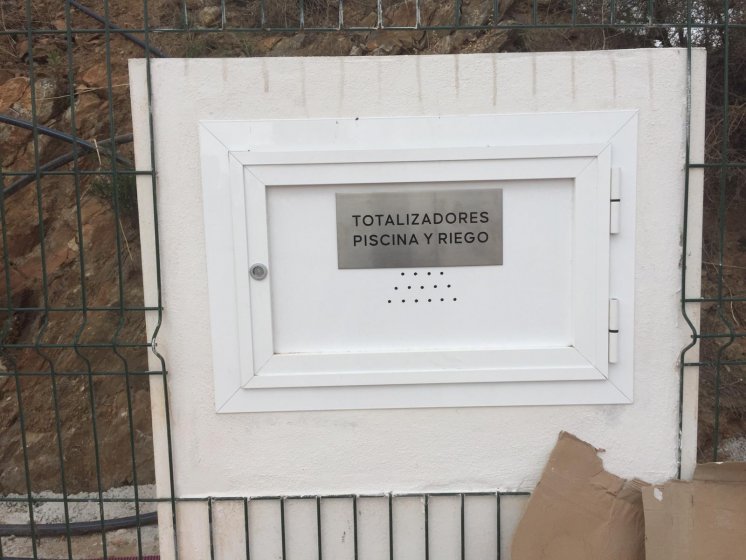 TOTALIZADORES
PISCINA Y RIEGO